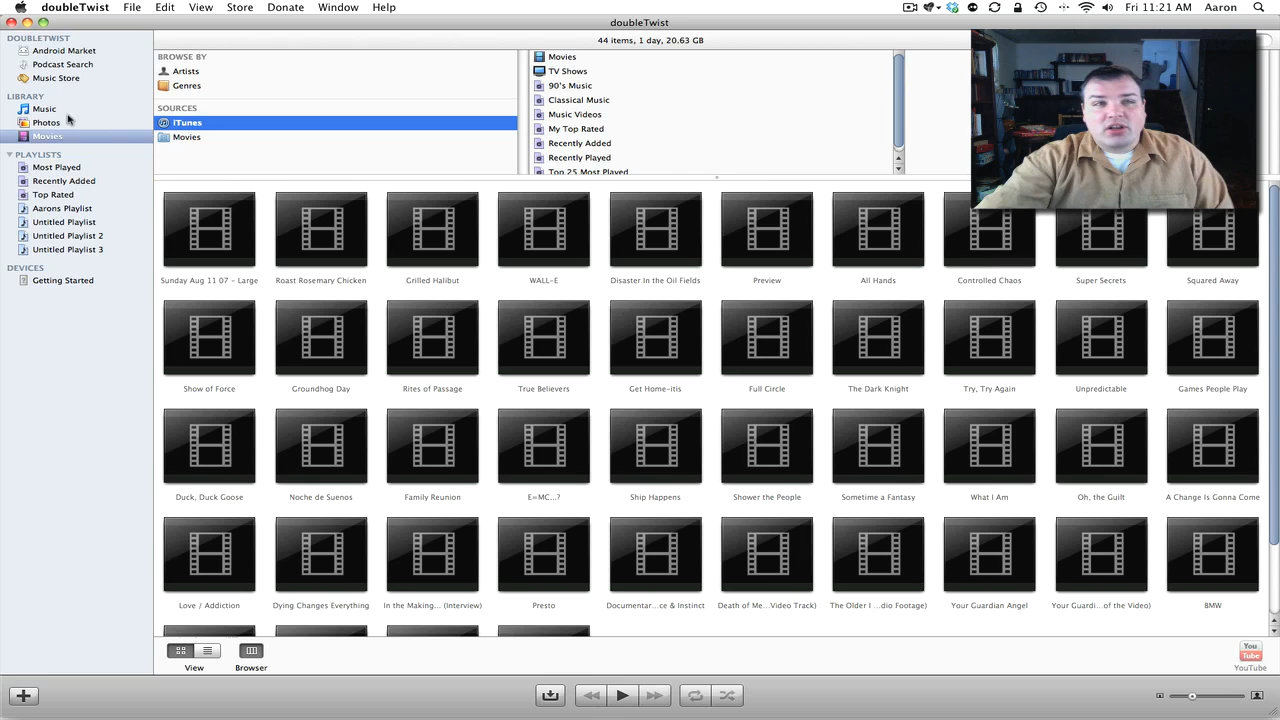 doubleTwist File Edit View Store Donate Window Help Fri 11:21 AM Aaron
doubleTwist
44 items, 1 day, 20.63 GB
DOUBLETWIST
Android Market
Podcast Search
Music Store
LIBRARY
Music
Photos
Movies
PLAYLISTS
Most Played
Recently Added
Top Rated
Aarons Playlist
Untitled Playlist
Untitled Playlist 2
Untitled Playlist 3
DEVICES
Getting Started
BROWSE BY
Artists
Genres
SOURCES
iTunes
Movies
Movies
TV Shows
90's Music
Classical Music
Music Videos
My Top Rated
Recently Added
Recently Played
Top 25 Most Played
Sunday Aug 11 07 – Large Roast Rosemary Chicken Grilled Halibut WALL-E Disaster In the Oil Fields Preview All Hands Controlled Chaos Super Secrets Squared Away
Show of Force Groundhog Day Rites of Passage True Believers Get Home-itis Full Circle The Dark Knight Try, Try Again Unpredictable Games People Play
Duck, Duck Goose Noche de Suenos Family Reunion E=MC...? Ship Happens Shower the People Sometime a Fantasy What I Am Oh, the Guilt A Change Is Gonna Come
Love / Addiction Dying Changes Everything In the Making... (Interview) Presto Documentar...ce & Instinct Death of Me...Video Track) The Older I ...dio Footage) Your Guardian Angel Your Guardi...of the Video) BMW
View Browser
You
Tube
YouTube